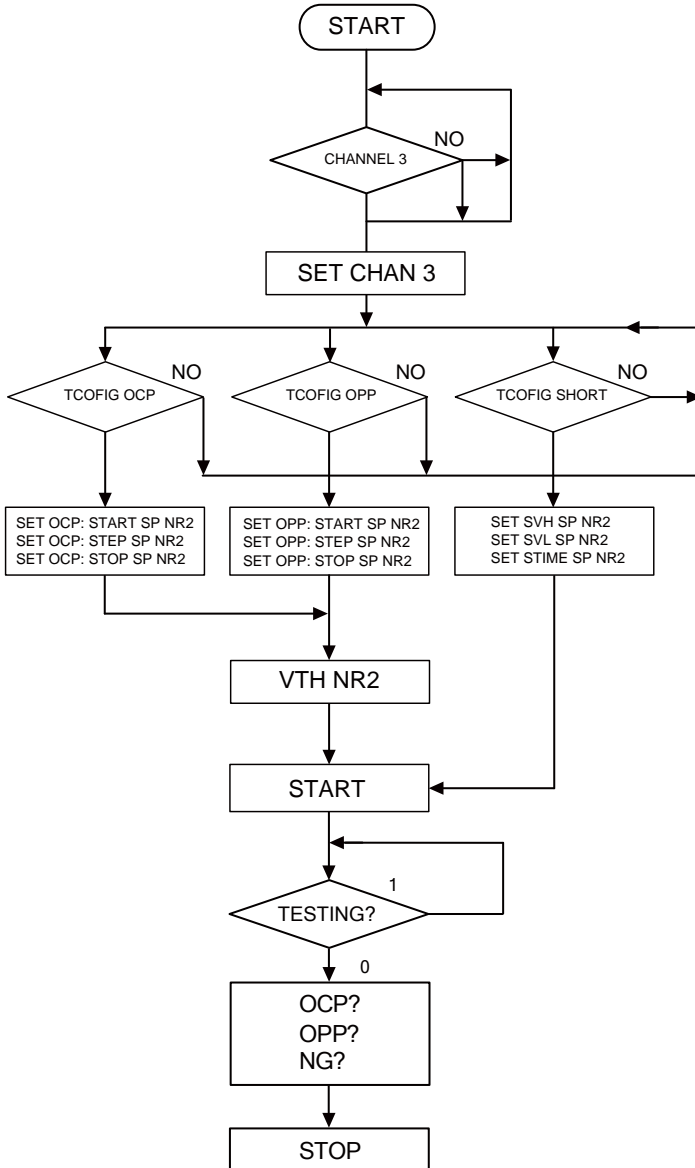 START
NO
CHANNEL 3
SET CHAN 3
NO
NO
NO
TCOFIG OCP
TCOFIG OPP
TCOFIG SHORT
SET OCP: START SP NR2
SET OCP: STEP SP NR2
SET OCP: STOP SP NR2
SET OPP: START SP NR2
SET OPP: STEP SP NR2
SET OPP: STOP SP NR2
SET SVH SP NR2
SET SVL SP NR2
SET STIME SP NR2
VTH NR2
START
1
TESTING?
0
OCP?
OPP?
NG?
STOP